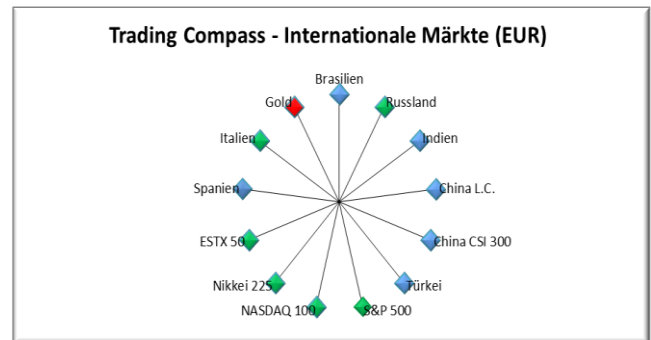 Trading Compass - Internationale Märkte (EUR)
Brasilien
Gold
Russland
Italien
Indien
Spanien
China L.C.
ESTX 50
China CSI 300
Nikkei 225
Türkei
NASDAQ 100
S&P 500